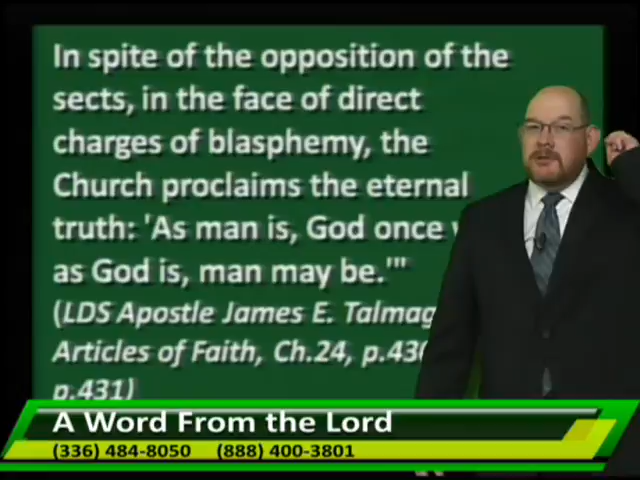 In spite of the opposition of the
sects, in the face of direct
charges of blasphemy, the
Church proclaims the eternal
truth: 'As man is, God once
as God is, man may be.'"
(LDS Apostle James E.
Articles of Faith, Ch.24,
p.431)
A Word From the Lord
(336) 484-8050 (888) 400-3801